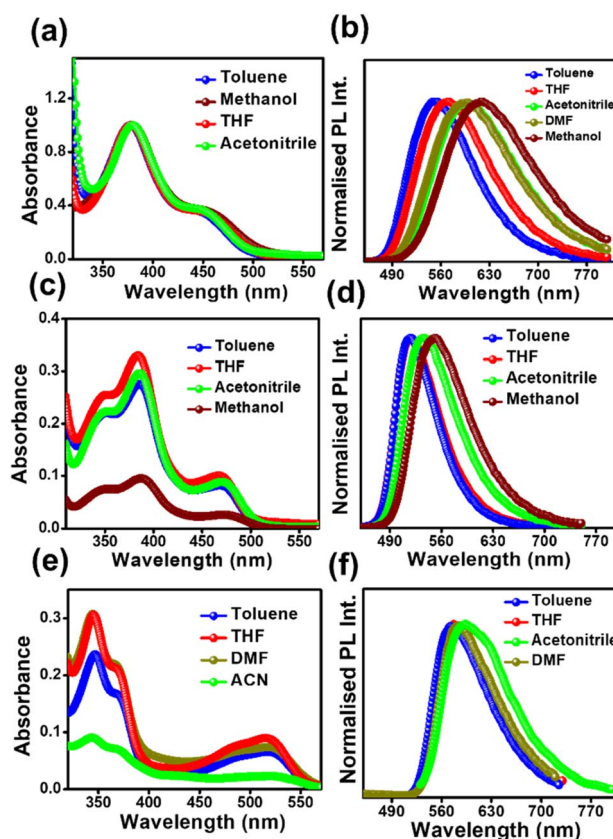 (a)
Toluene
Methanol
THF
Acetonitrile
1.2
0.8
0.4
0.0
Absorbance
350 400 450 500 550
Wavelength (nm)
(b)
Toluene
THF
Acetonitrile
DMF
Methanol
Normalised PL Int.
490 560 630 700 770
Wavelength (nm)
(c)
Toluene
THF
Acetonitrile
Methanol
0.4
0.3
0.2
0.1
0.0
Absorbance
350 400 450 500 550
Wavelength (nm)
(d)
Toluene
THF
Acetonitrile
Methanol
Normalised PL Int.
490 560 630 700 770
Wavelength (nm)
(e)
Toluene
THF
DMF
ACN
0.3
0.2
0.1
0.0
Absorbance
350 400 450 500 550
Wavelength (nm)
(f)
Toluene
THF
Acetonitrile
DMF
Normalised PL Int.
490 560 630 700 770
Wavelength (nm)